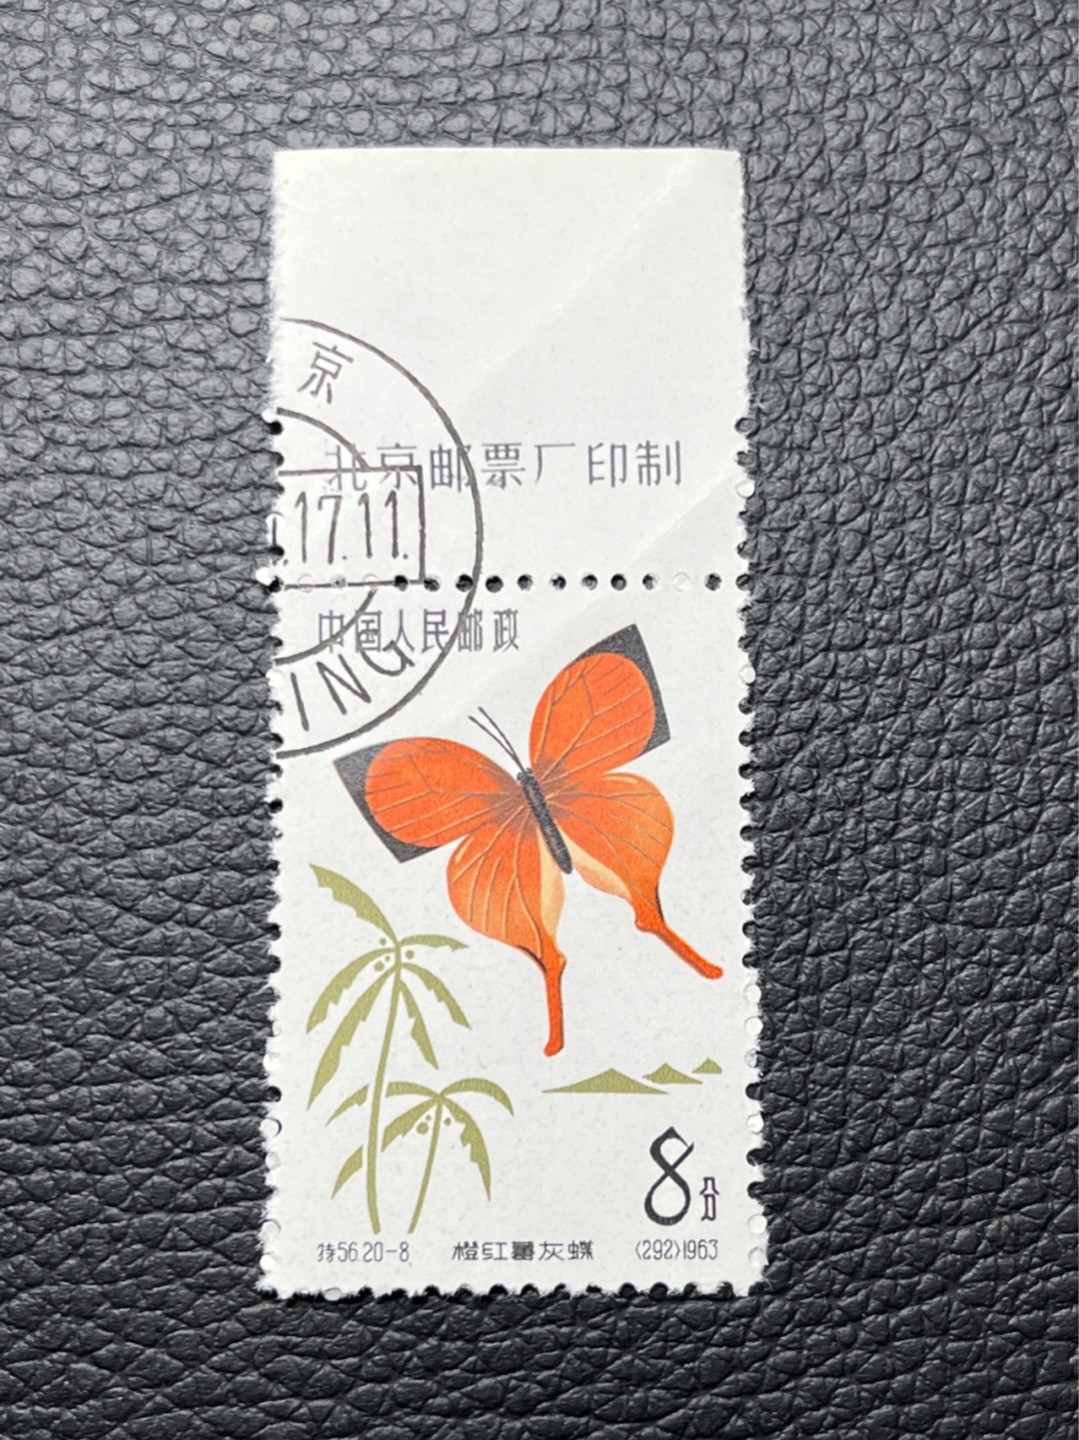 京
北京邮票厂印制
.17.11.
中国人民邮政
ING
8分
特56.20-8 橙红薯灰蝶 (292)1963